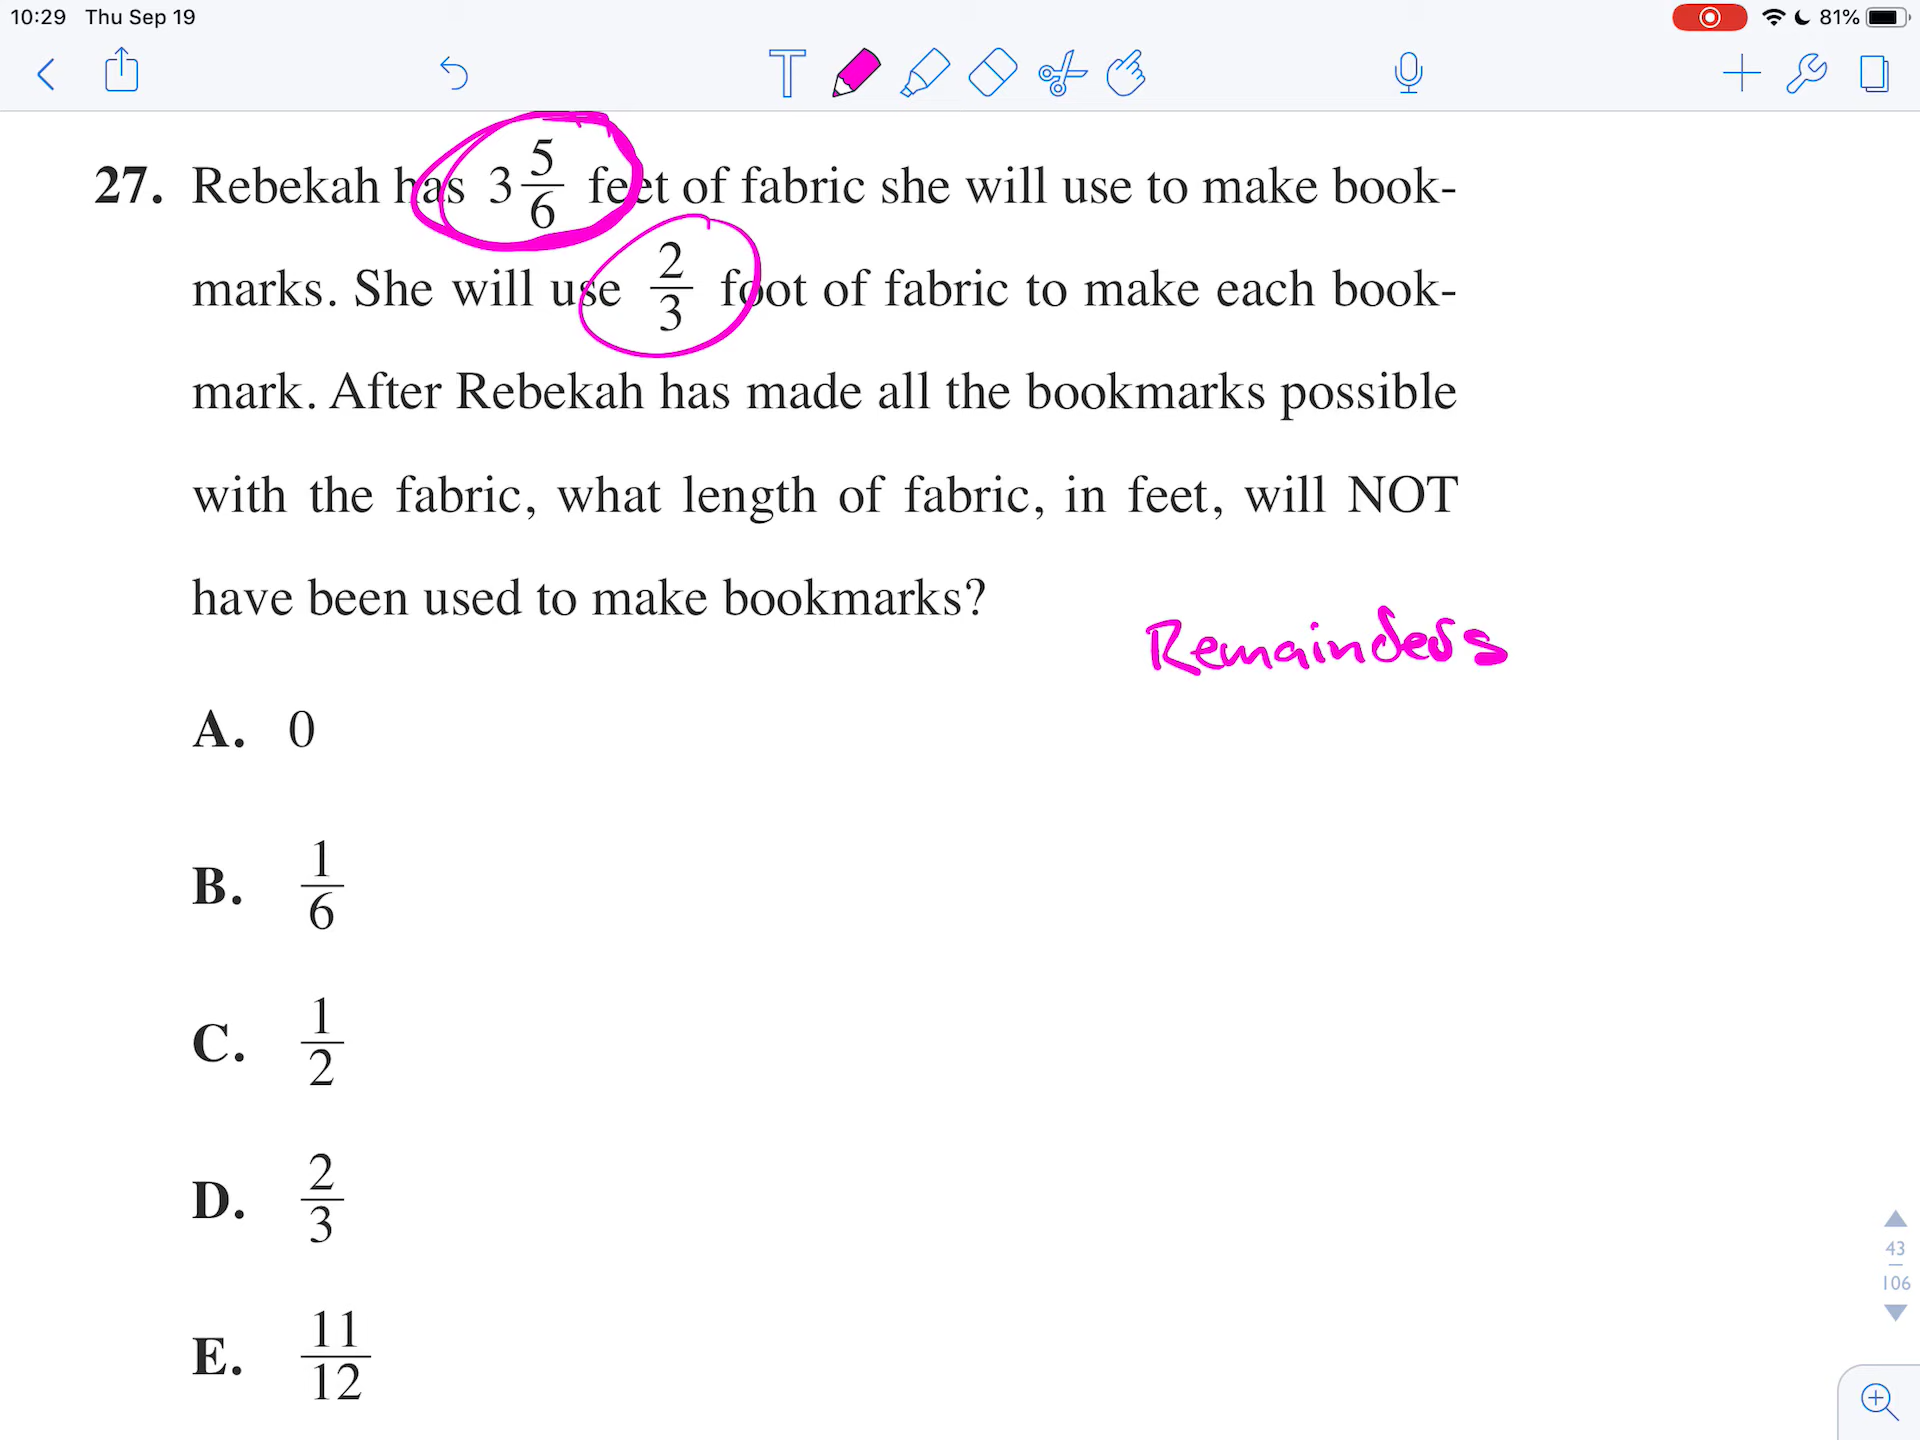 10:29 Thu Sep 19 81%
27. Rebekah has 3 5/6 feet of fabric she will use to make book-
marks. She will use 2/3 foot of fabric to make each book-
mark. After Rebekah has made all the bookmarks possible
with the fabric, what length of fabric, in feet, will NOT
have been used to make bookmarks?
Remainders
A. 0
B. 1/6
C. 1/2
D. 2/3
E. 11/12
43
106